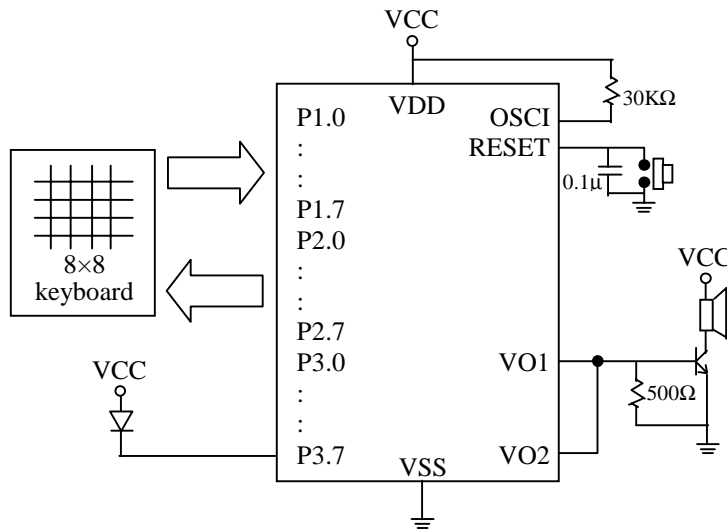 VCC
VDD
P1.0
:
:
P1.7
P2.0
:
:
P2.7
P3.0
:
:
P3.7
VSS
OSCI
RESET
VO1
VO2
30KΩ
0.1μ
8×8
keyboard
VCC
VCC
500Ω